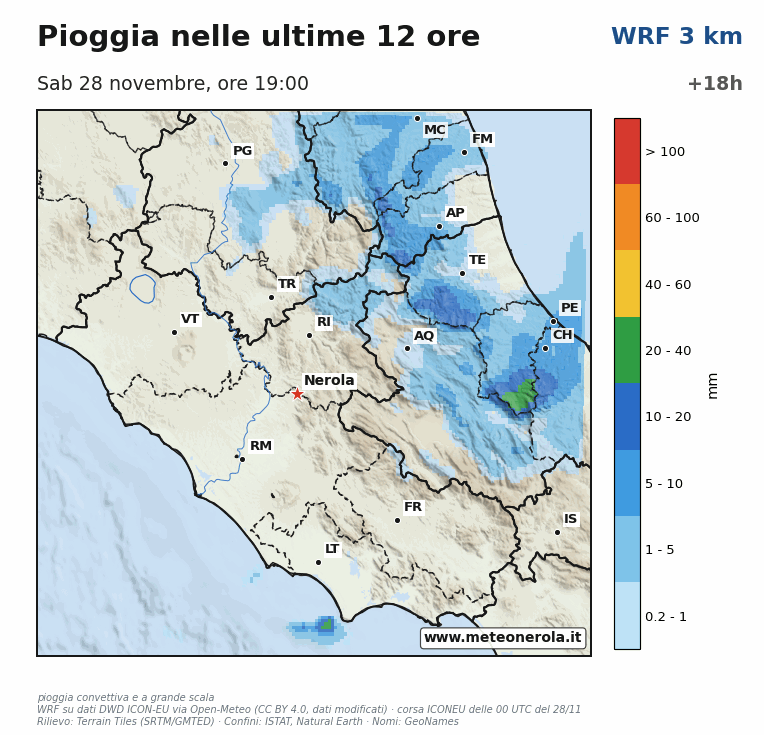 Pioggia nelle ultime 12 ore
WRF 3 km
Sab 28 novembre, ore 19:00
+18h
MC
FM
PG
AP
TE
TR
PE
VT
RI
AQ
CH
Nerola
RM
FR
IS
LT
www.meteonerola.it
> 100
60 - 100
40 - 60
20 - 40
10 - 20
5 - 10
1 - 5
0.2 - 1
mm
pioggia convettiva e a grande scala
WRF su dati DWD ICON-EU via Open-Meteo (CC BY 4.0, dati modificati) · corsa ICONEU delle 00 UTC del 28/11
Rilievo: Terrain Tiles (SRTM/GMTED) · Confini: ISTAT, Natural Earth · Nomi: GeoNames